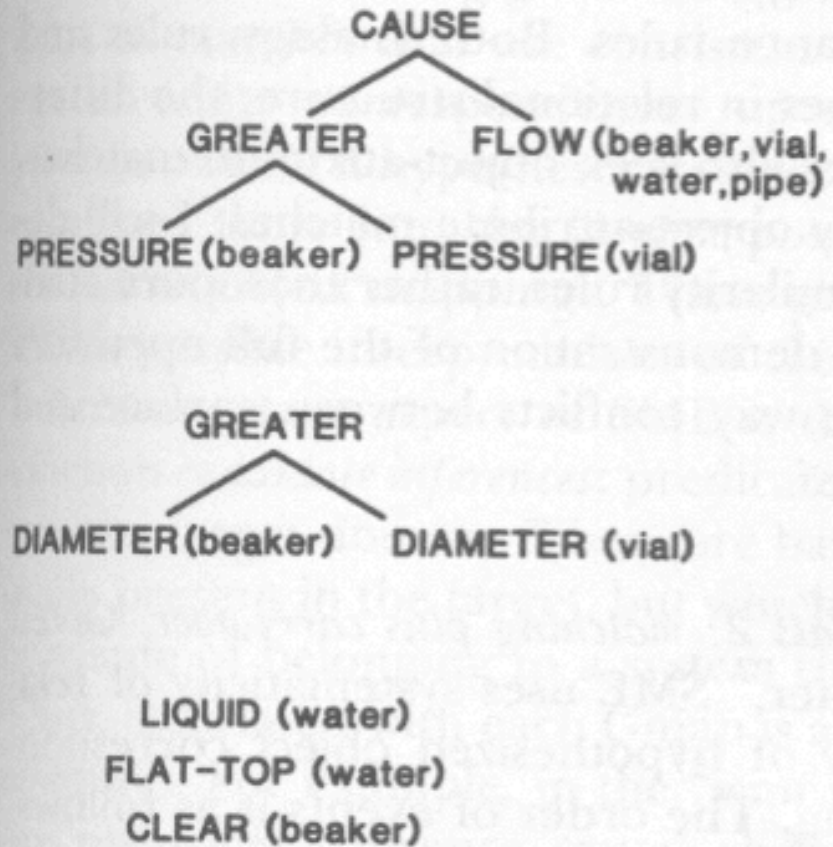 CAUSE
GREATER FLOW(beaker,vial,
water,pipe)
PRESSURE(beaker) PRESSURE(vial)
GREATER
DIAMETER(beaker) DIAMETER (vial)
LIQUID (water)
FLAT-TOP (water)
CLEAR (beaker)